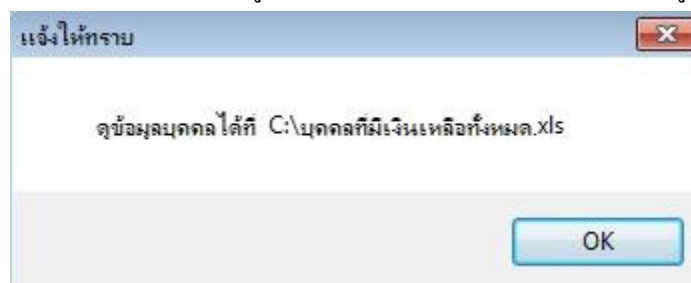 แจ้งให้ทราบ
ดูข้อมูลบุคคลได้ที่ C:\บุคคลที่มีเงินเหลือทั้งหมด.xls
OK